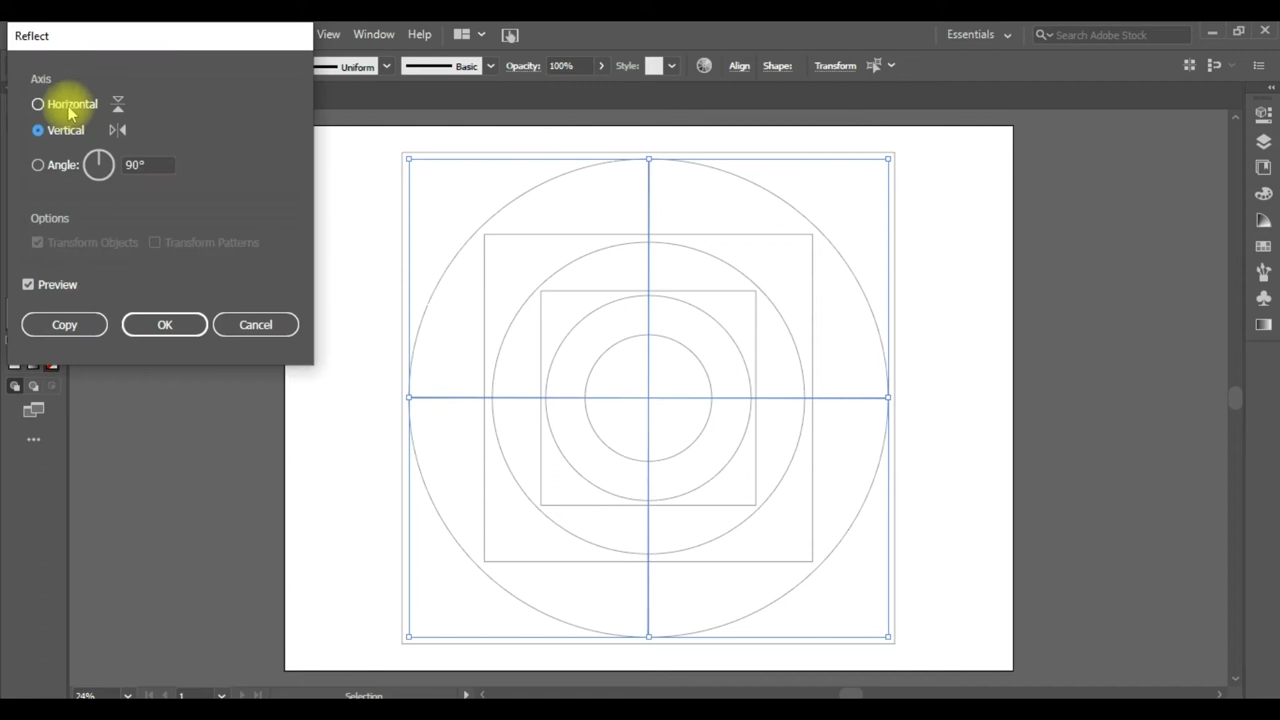 Reflect
View Window Help
Essentials
Search Adobe Stock
Uniform
Basic
Opacity: 100%
Style:
Align
Shape:
Transform
Axis
Horizontal
Vertical
Angle: 90°
Options
Transform Objects
Transform Patterns
Preview
Copy OK Cancel
24%
1
Selection